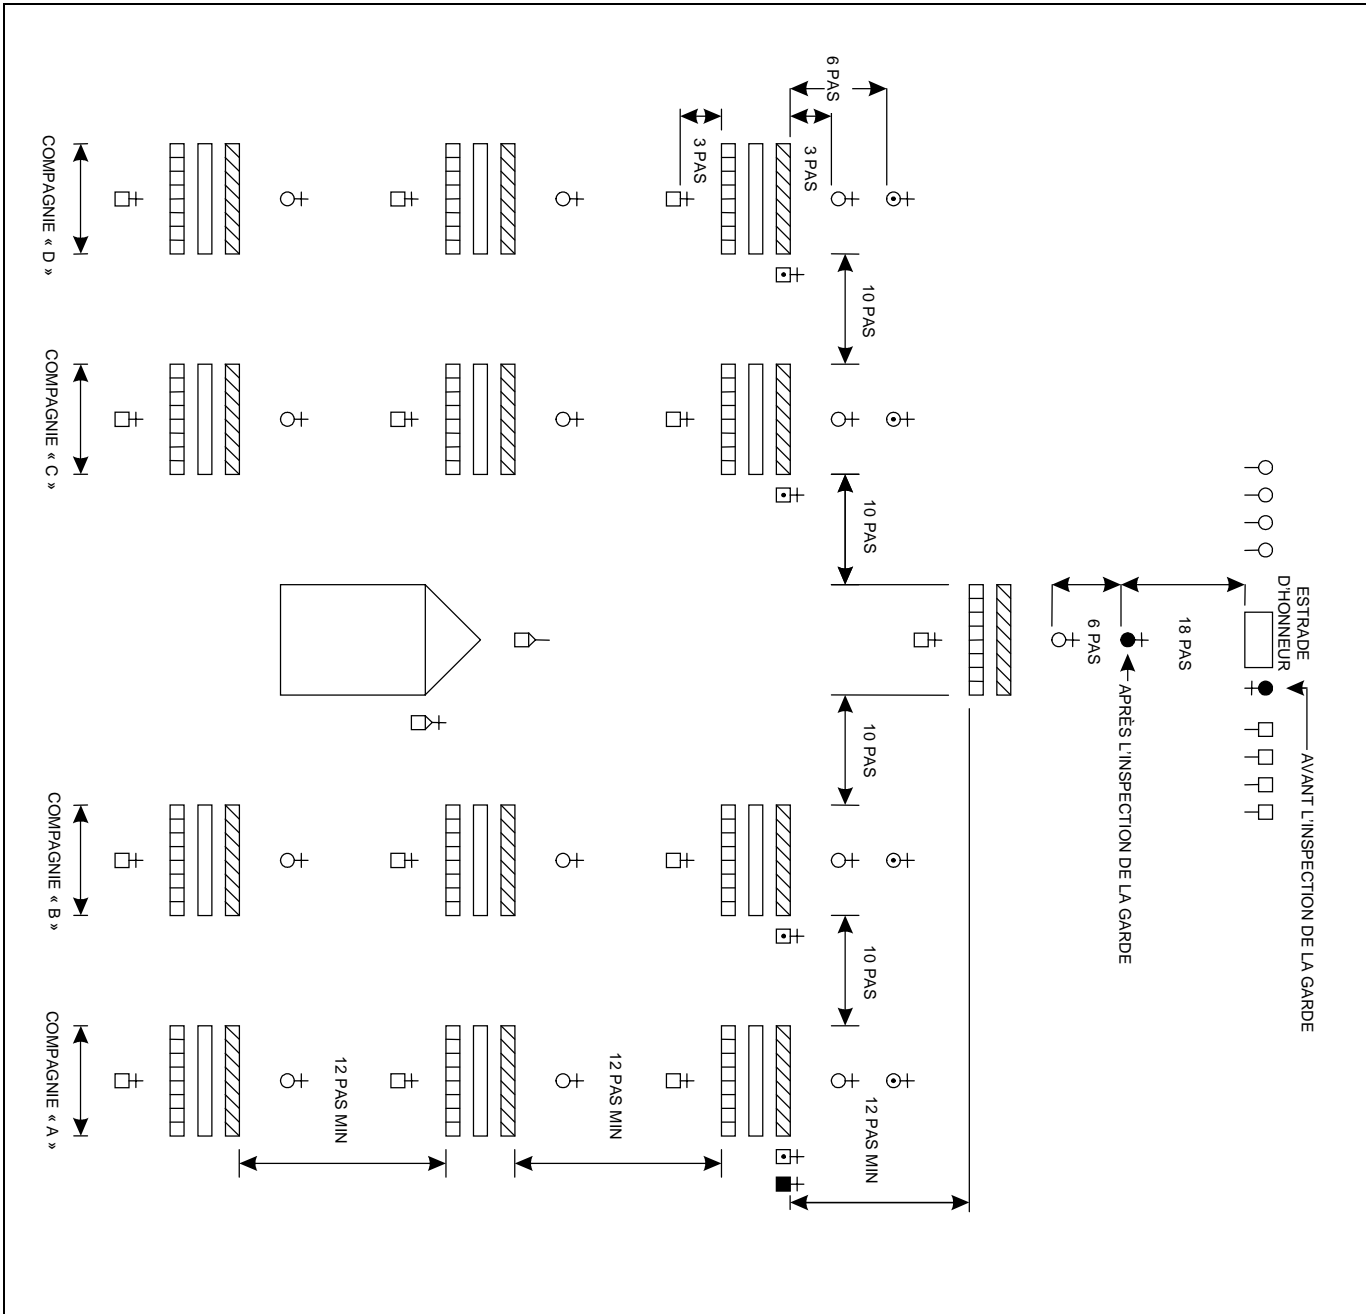 ESTRADE
D'HONNEUR
AVANT L'INSPECTION DE LA GARDE
18 PAS
APRÈS L'INSPECTION DE LA GARDE
6 PAS
6 PAS
3 PAS
3 PAS
10 PAS
10 PAS
10 PAS
10 PAS
12 PAS MIN
12 PAS MIN
12 PAS MIN
COMPAGNIE « D »
COMPAGNIE « C »
COMPAGNIE « B »
COMPAGNIE « A »